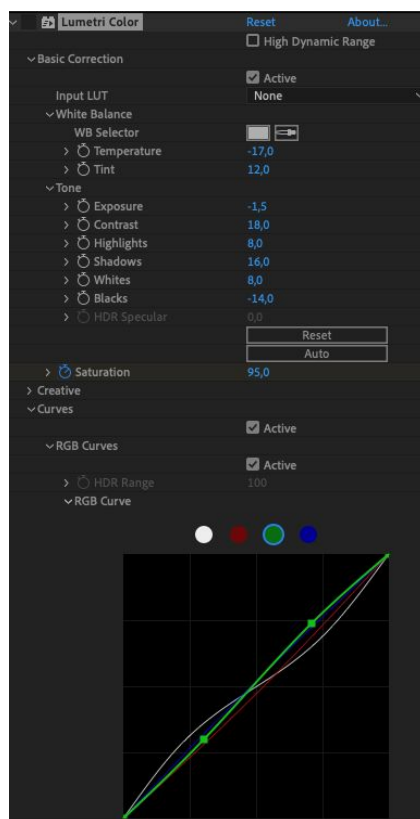 Lumetri Color Reset About...
High Dynamic Range
Basic Correction
Active
Input LUT None
White Balance
WB Selector
Temperature -17,0
Tint 12,0
Tone
Exposure -1,5
Contrast 18,0
Highlights 8,0
Shadows 16,0
Whites 8,0
Blacks -14,0
HDR Specular 0,0
Reset
Auto
Saturation 95,0
Creative
Curves
Active
RGB Curves
Active
HDR Range 100
RGB Curve